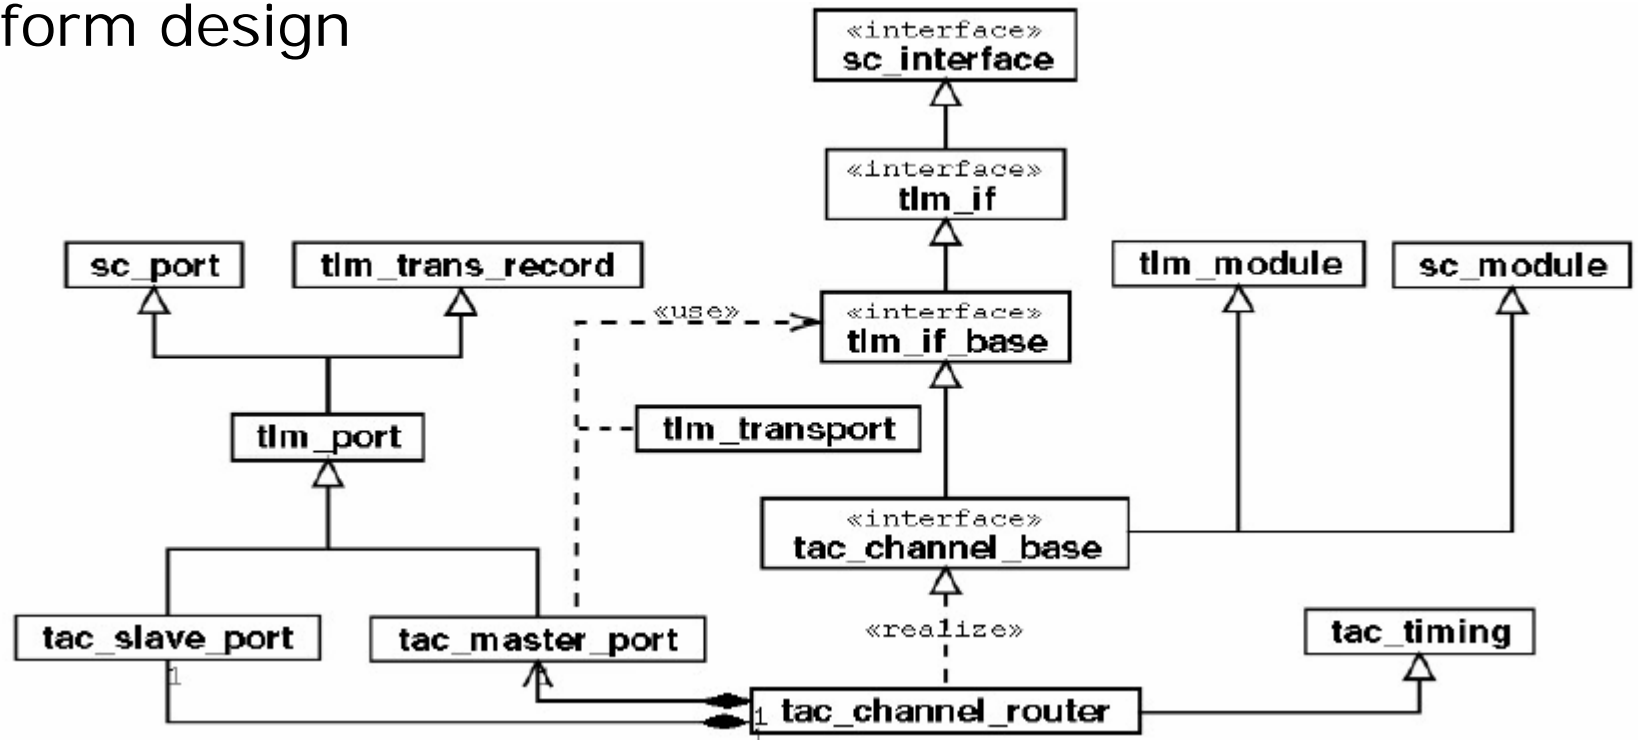 form design
«interface»
sc_interface
«interface»
tlm_if
sc_port
tlm_trans_record
tlm_module
sc_module
«use»
«interface»
tlm_if_base
tlm_port
tlm_transport
«interface»
tac_channel_base
tac_slave_port
tac_master_port
«realize»
tac_timing
1
1
1
tac_channel_router